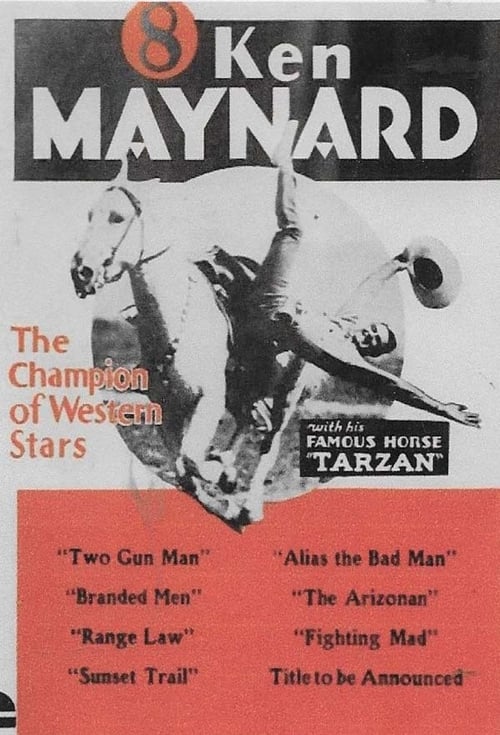 8 Ken
MAYNARD
The
Champion
of Western
Stars
with his
FAMOUS HORSE
"TARZAN"
"Two Gun Man"
"Branded Men"
"Range Law"
"Sunset Trail"
"Alias the Bad Man"
"The Arizonan"
"Fighting Mad"
Title to be Announced